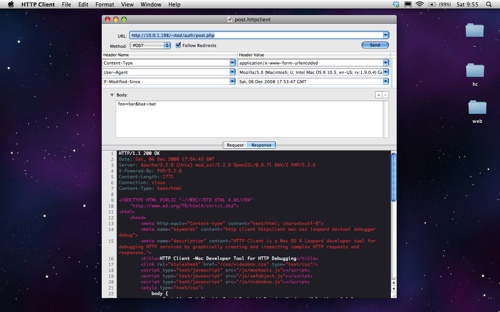 HTTP Client File Edit Format View Window Help (99%) Sat 9:55
post.httpclient
URL: http://10.0.1.198/~itod/auth/post.php
Method: POST Follow Redirects Send
Header Name Header Value
Content-Type application/x-www-form-urlencoded
User-Agent Mozilla/5.0 (Macintosh; U; Intel Mac OS X 10.5; en-US; rv:1.9.0.4) Ge
If-Modified-Since Sat, 06 Dec 2008 17:53:47 GMT
hc
Body:
foo=bar&baz=bat
web
Request Response
HTTP/1.1 200 OK
Date: Sat, 06 Dec 2008 17:54:43 GMT
Server: Apache/2.2.9 (Unix) mod_ssl/2.2.9 OpenSSL/0.9.7l DAV/2 PHP/5.2.6
X-Powered-By: PHP/5.2.6
Content-Length: 1771
Connection: close
Content-Type: text/html
<!DOCTYPE HTML PUBLIC "-//W3C//DTD HTML 4.01//EN"
"http://www.w3.org/TR/html4/strict.dtd">
<html>
<head>
<meta http-equiv="Content-type" content="text/html; charset=utf-8">
<meta name="keywords" content="http client httpclient mac osx leopard devtool debugger
debug">
<meta name="description" content="HTTP Client is a Mac OS X Leopard developer tool for
debugging HTTP services by graphically creating and inspecting complex HTTP requests and
responses.">
<title>HTTP Client -Mac Developer Tool for HTTP Debugging</title>
<link rel="stylesheet" href="/css/videobox.css" type="text/css">
<script type="text/javascript" src="/js/mootools.js"></script>
<script type="text/javascript" src="/js/swfobject.js"></script>
<script type="text/javascript" src="/js/videobox.js"></script>
<style type="text/css">
body {